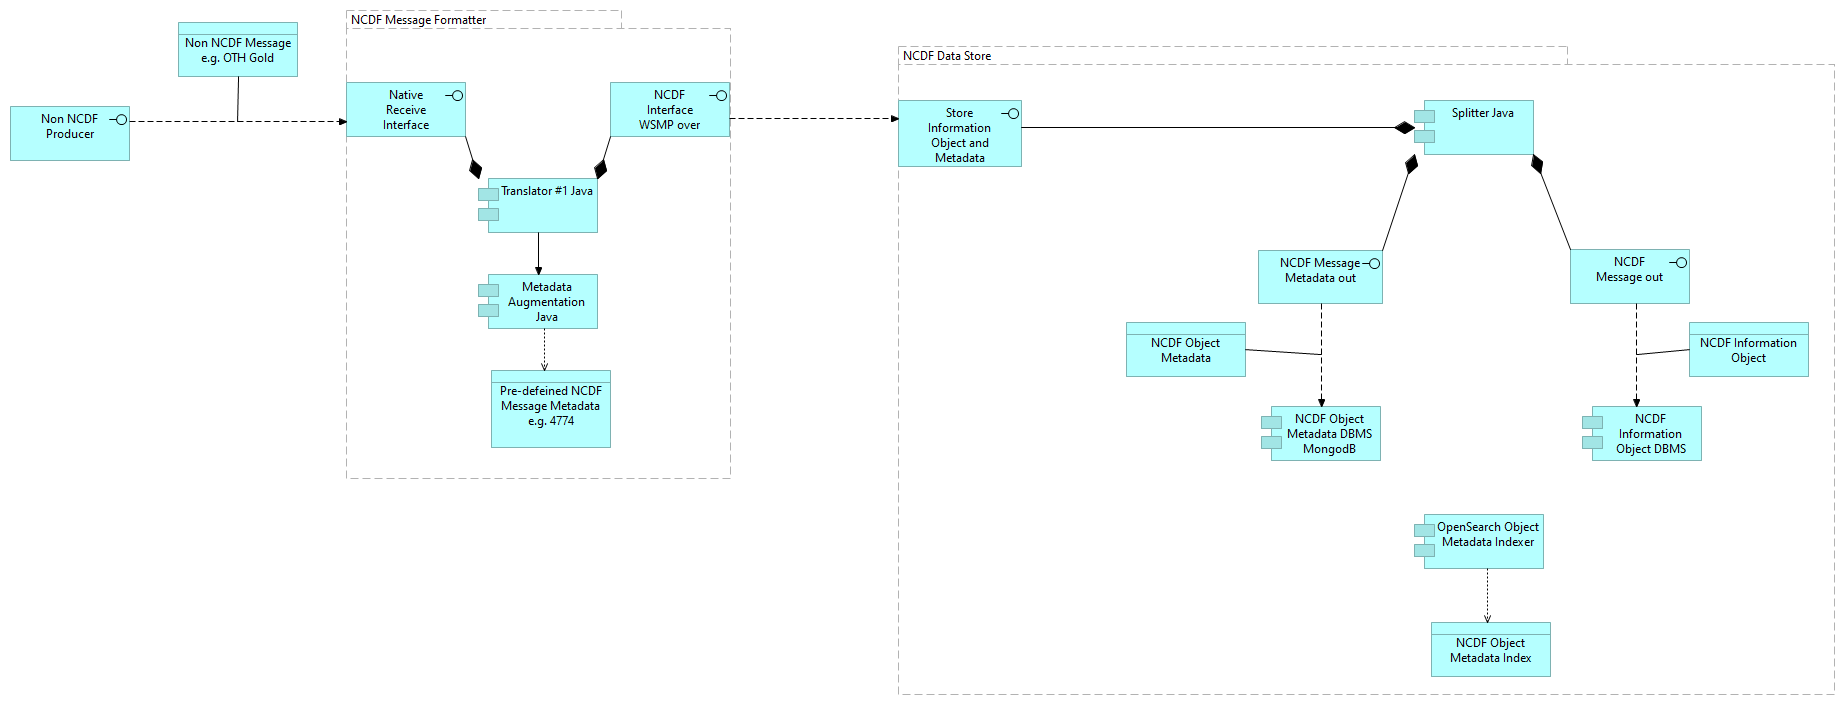 Non NCDF Message
e.g. OTH Gold
Non NCDF
Producer
NCDF Message Formatter
Native
Receive
Interface
NCDF
Interface
WSMP over
Translator #1 Java
Metadata
Augmentation
Java
Pre-defeined NCDF
Message Metadata
e.g. 4774
NCDF Data Store
Store
Information
Object and
Metadata
Splitter Java
NCDF Message
Metadata out
NCDF
Message out
NCDF Object
Metadata
NCDF Information
Object
NCDF Object
Metadata DBMS
MongodB
NCDF
Information
Object DBMS
OpenSearch Object
Metadata Indexer
NCDF Object
Metadata Index